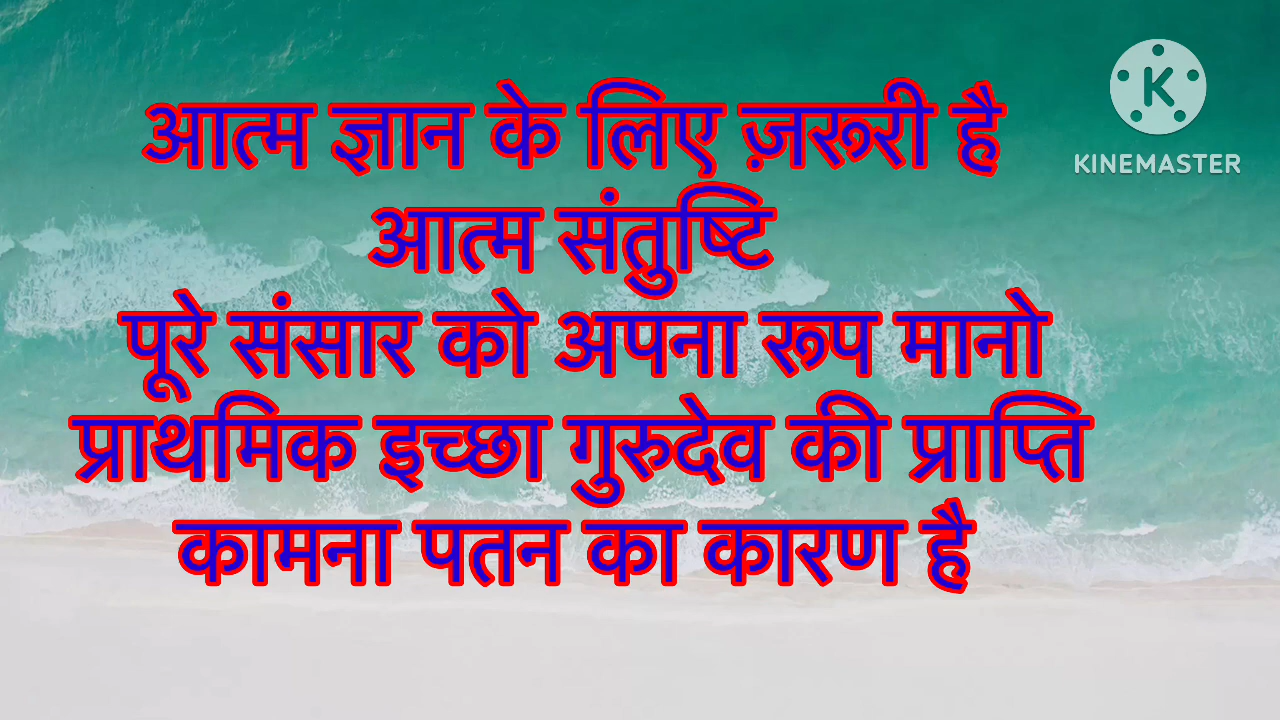 आत्म ज्ञान के लिए ज़रूरी है
आत्म संतुष्टि
पूरे संसार को अपना रूप मानो
प्राथमिक इच्छा गुरुदेव की प्राप्ति
कामना पतन का कारण है
K
KINEMASTER